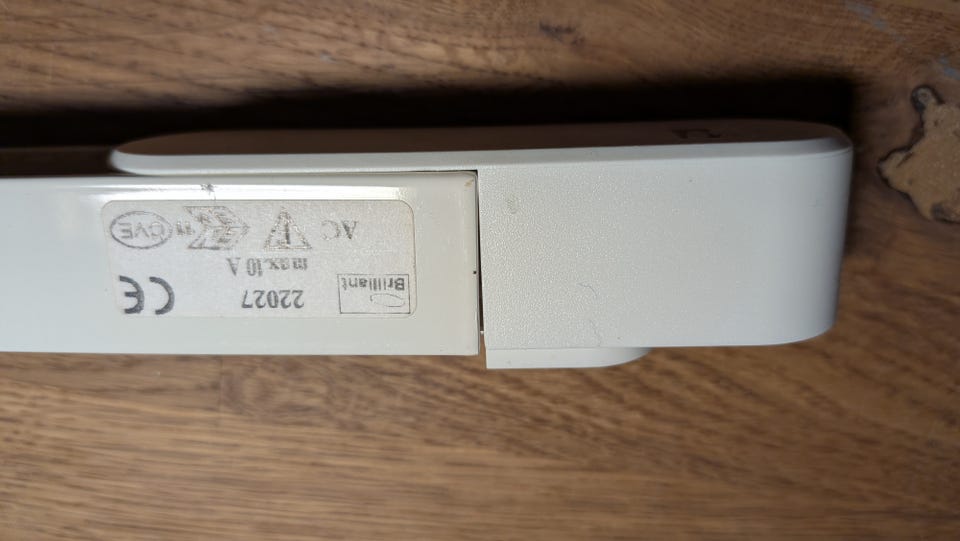 Brilliant 22027 CE
max.10 A
AC ÖVE